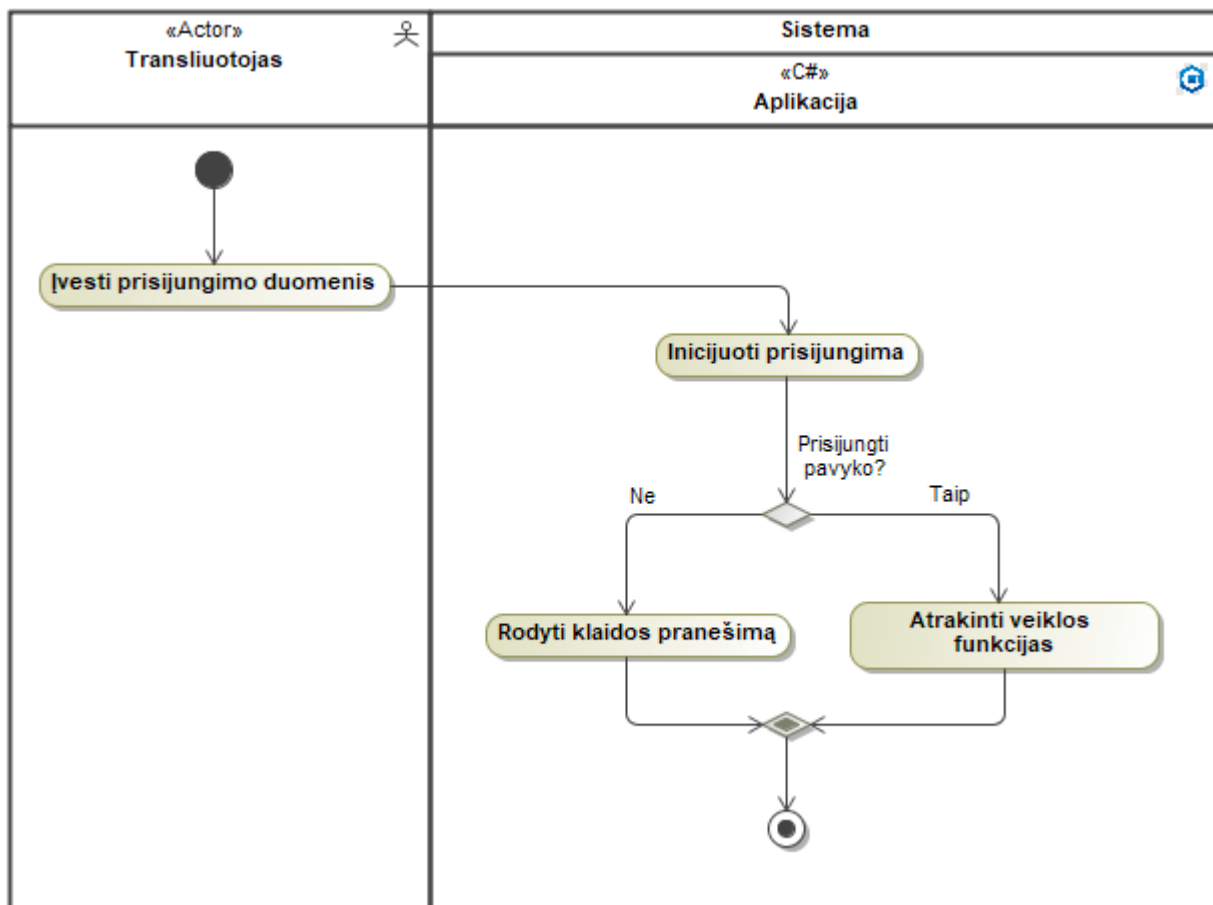 «Actor»
Transliuotojas
Sistema
«C#»
Aplikacija
Įvesti prisijungimo duomenis
Inicijuoti prisijungima
Prisijungti
pavyko?
Ne
Taip
Rodyti klaidos pranešimą
Atrakinti veiklos
funkcijas